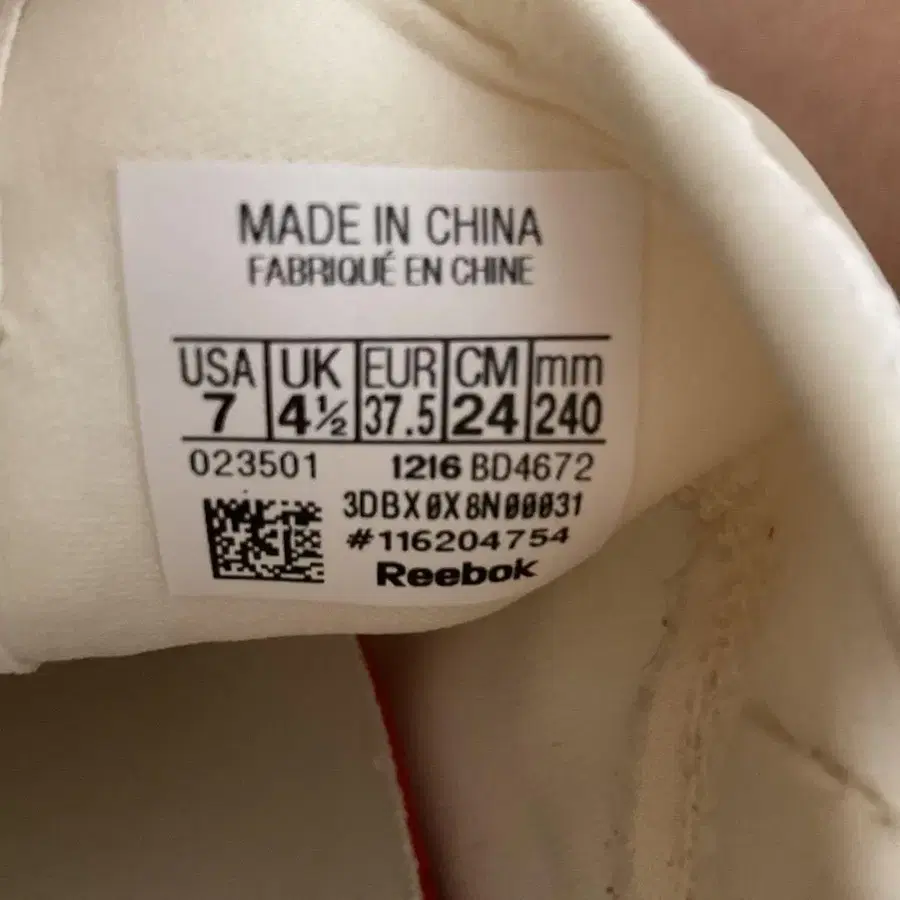 MADE IN CHINA
FABRIQUÉ EN CHINE
USA UK EUR CM mm
7 4½ 37.5 24 240
023501 1216 BD4672
3DBX0X8N00031
#116204754
Reebok